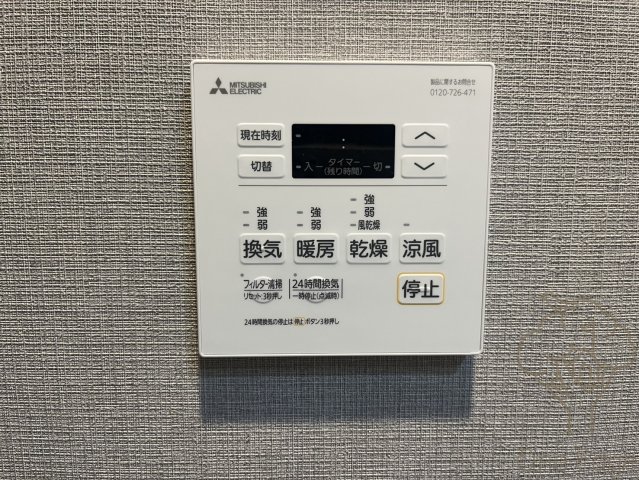 MITSUBISHI
ELECTRIC
製品に関するお問合せ
0120-726-471
現在時刻
切替
入 タイマー 切
(残り時間)
強 強 強
弱 弱 弱
風乾燥
換気 暖房 乾燥 涼風
フィルター清掃 24時間換気
リセット3秒押し 一時停止(点滅時)
停止
24時間換気の停止は停止ボタン3秒押し